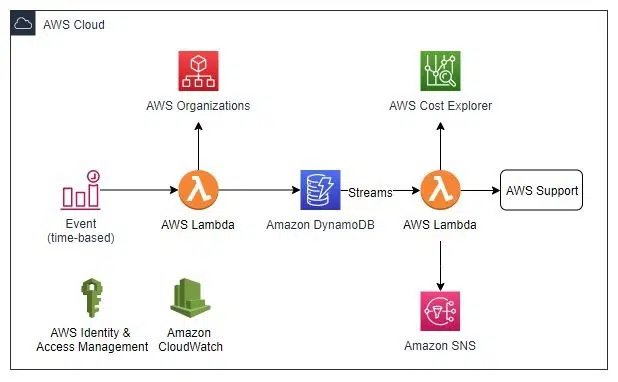 AWS Cloud
AWS Organizations
AWS Cost Explorer
Event
(time-based)
AWS Lambda
Amazon DynamoDB
Streams
AWS Lambda
AWS Support
AWS Identity &
Access Management
Amazon
CloudWatch
Amazon SNS